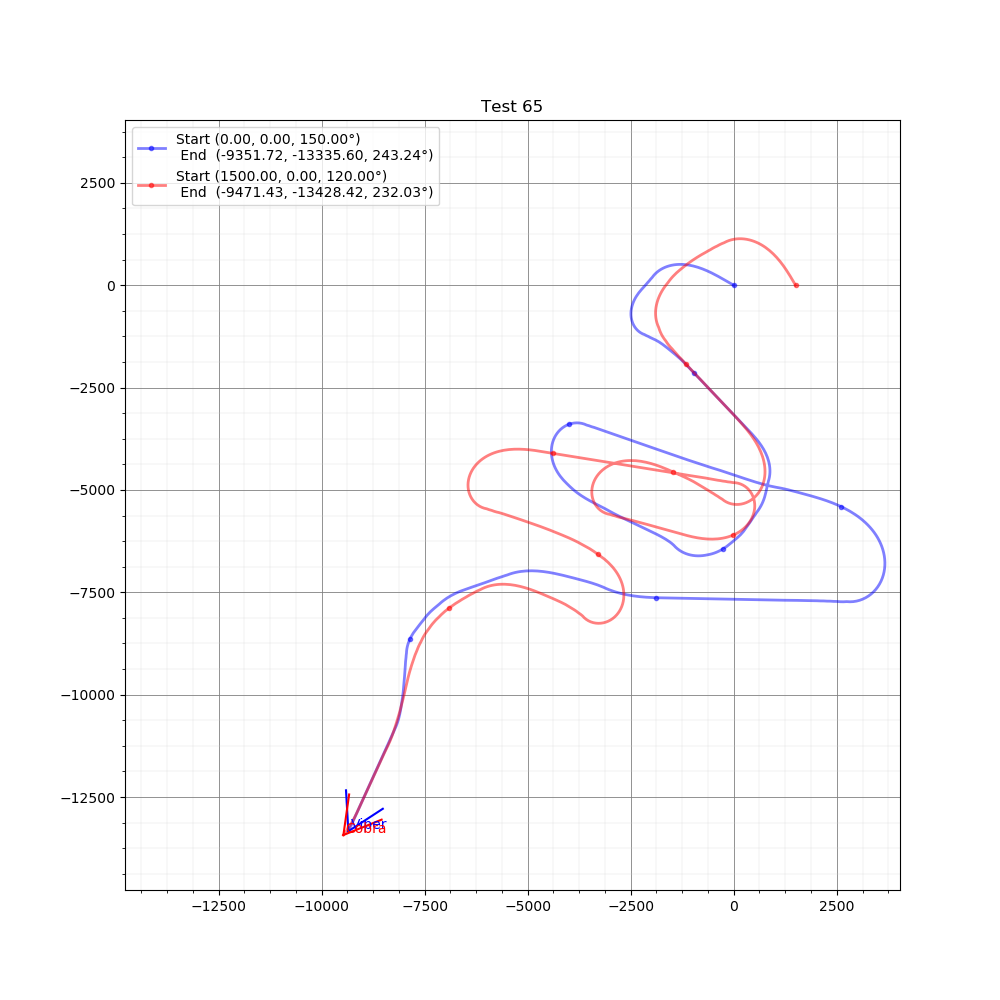 Test 65
Start (0.00, 0.00, 150.00°)
End (-9351.72, -13335.60, 243.24°)
Start (1500.00, 0.00, 120.00°)
End (-9471.43, -13428.42, 232.03°)
2500
0
−2500
−5000
−7500
−10000
−12500
Viper
Cobra
−12500
−10000
−7500
−5000
−2500
0
2500